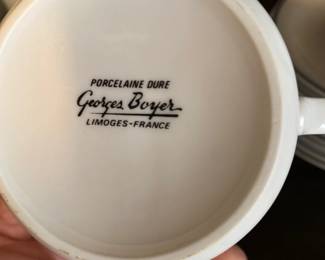 PORCELAINE DURE
Georges Boyer
LIMOGES-FRANCE